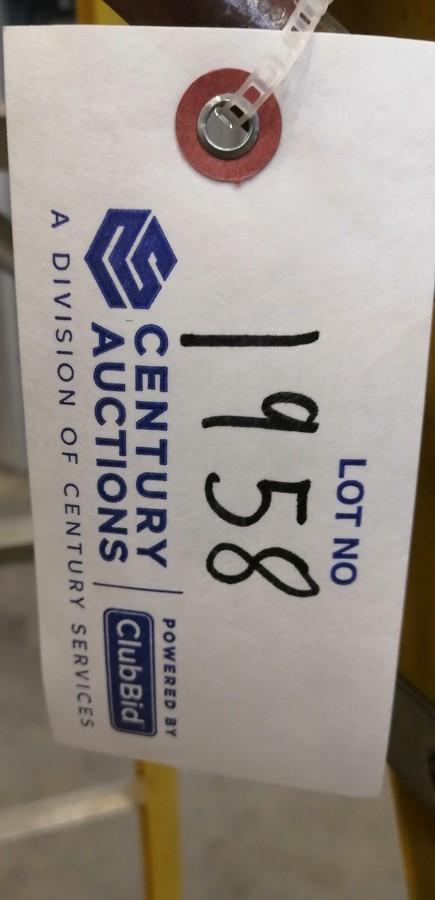 LOT NO
1958
CENTURY
AUCTIONS
POWERED BY
ClubBid
A DIVISION OF CENTURY SERVICES